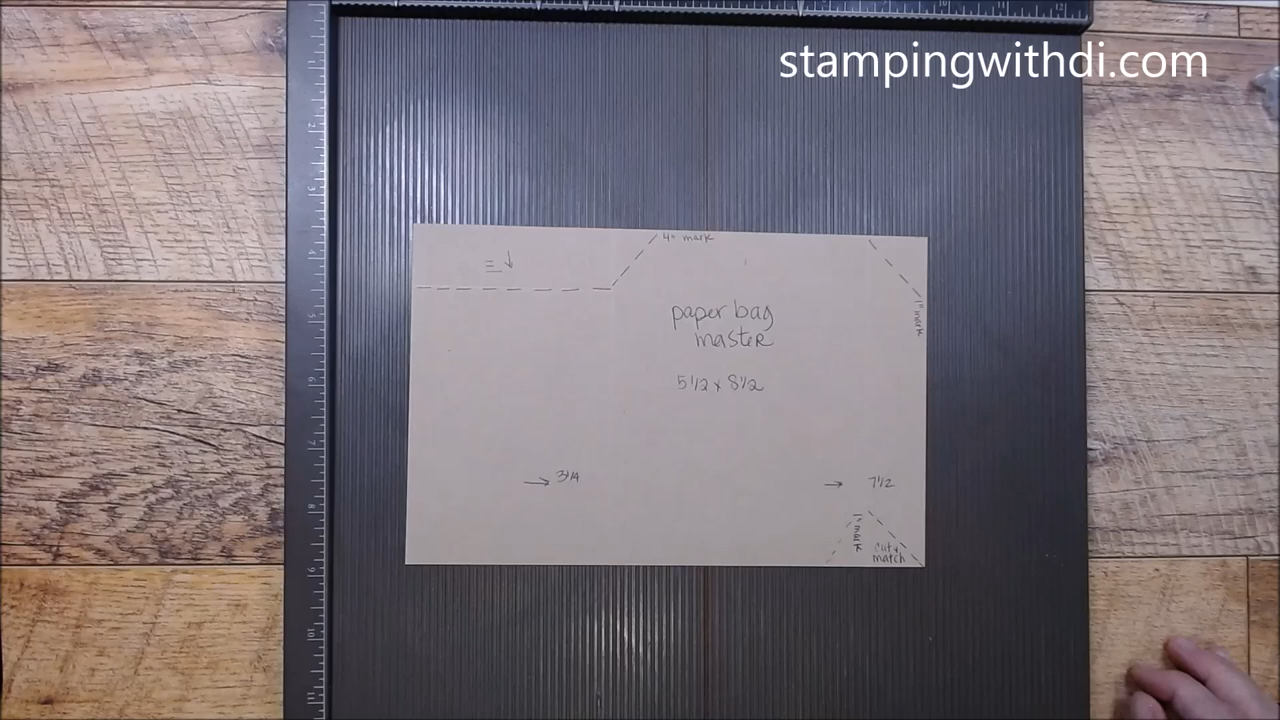 stampingwithdi.com
4" mark
1" mark
paper bag
master
5 1/2 x 8 1/2
3 1/4
7 1/2
1" mark
cut +
match